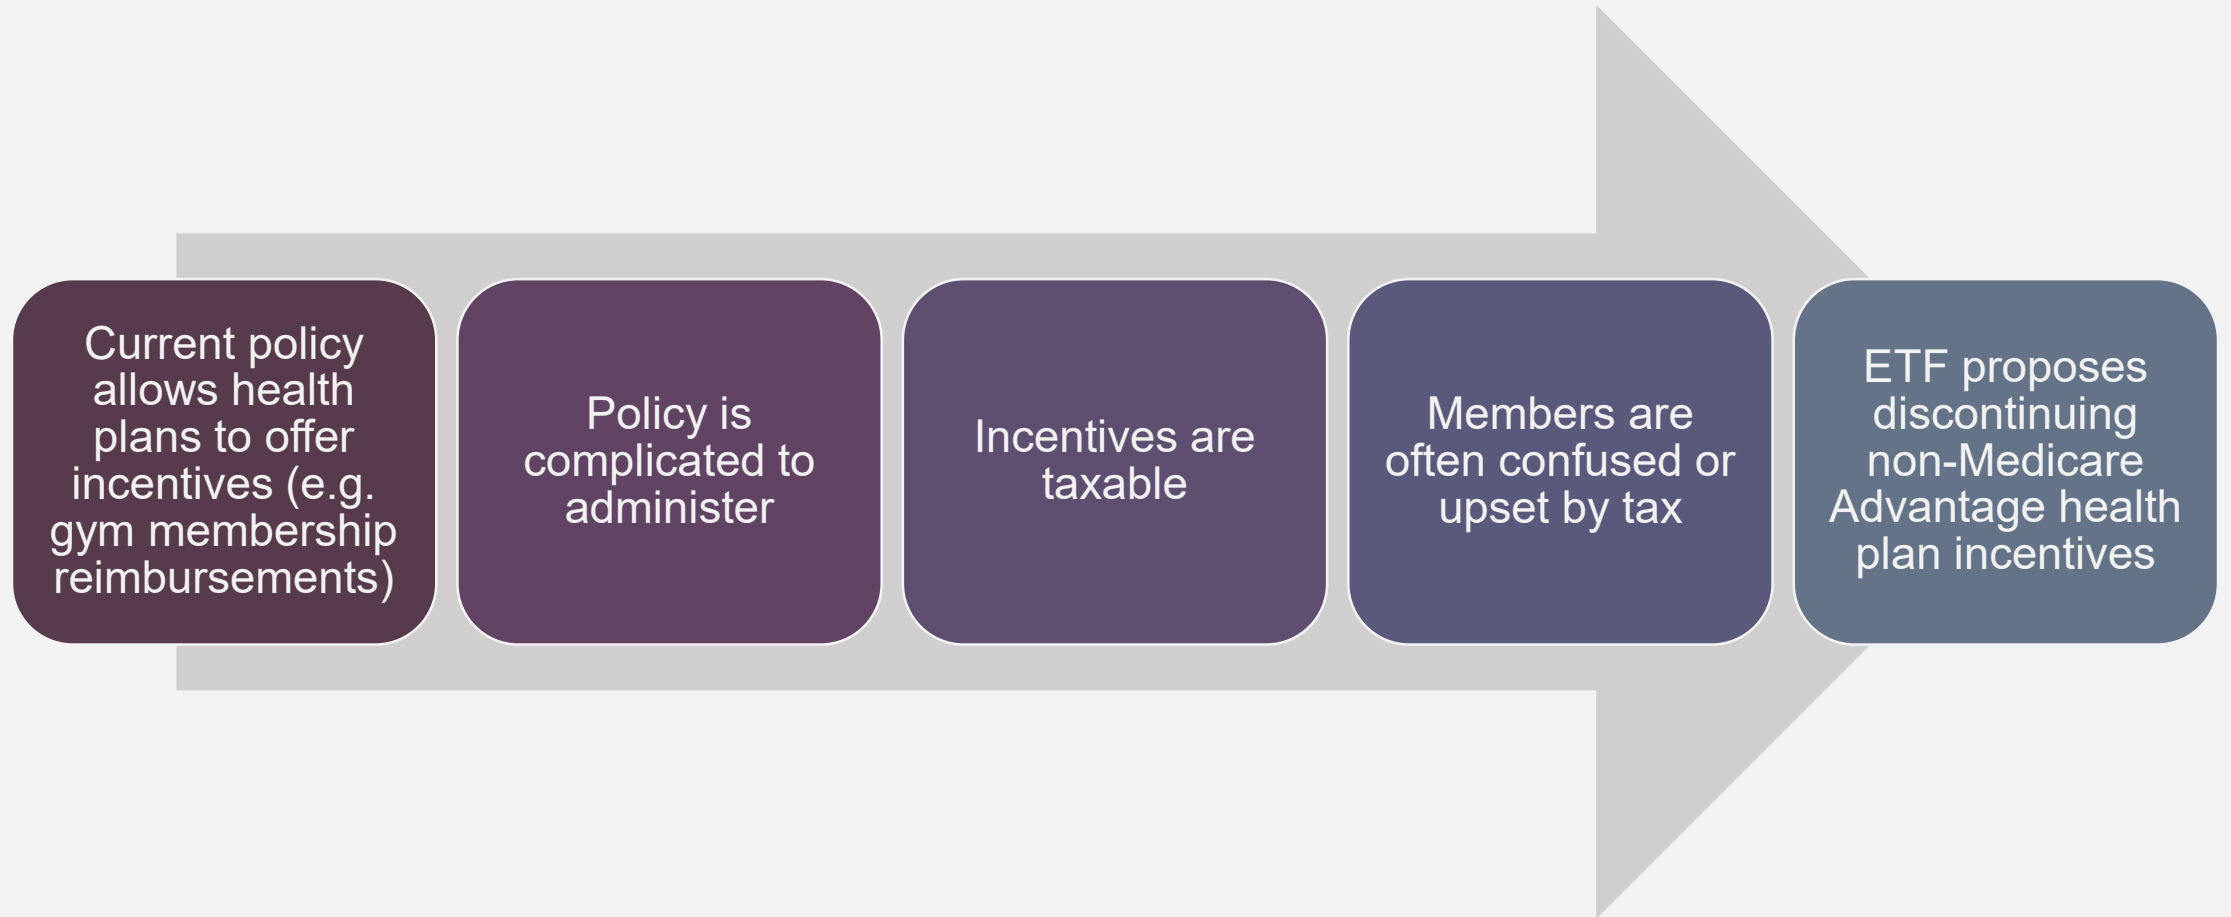 Current policy
allows health
plans to offer
incentives (e.g.
gym membership
reimbursements)
Policy is
complicated to
administer
Incentives are
taxable
Members are
often confused or
upset by tax
ETF proposes
discontinuing
non-Medicare
Advantage health
plan incentives